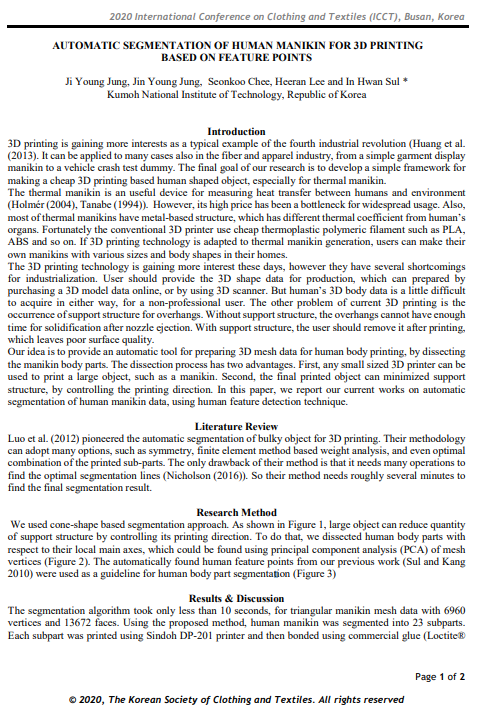 2020 International Conference on Clothing and Textiles (ICCT), Busan, Korea
AUTOMATIC SEGMENTATION OF HUMAN MANIKIN FOR 3D PRINTING
BASED ON FEATURE POINTS
Ji Young Jung, Jin Young Jung, Seonkoo Chee, Heeran Lee and In Hwan Sul *
Kumoh National Institute of Technology, Republic of Korea
Introduction
3D printing is gaining more interests as a typical example of the fourth industrial revolution (Huang et al.
(2013). It can be applied to many cases also in the fiber and apparel industry, from a simple garment display
manikin to a vehicle crash test dummy. The final goal of our research is to develop a simple framework for
making a cheap 3D printing based human shaped object, especially for thermal manikin.
The thermal manikin is an useful device for measuring heat transfer between humans and environment
(Holmér (2004), Tanabe (1994)). However, its high price has been a bottleneck for widespread usage. Also,
most of thermal manikins have metal-based structure, which has different thermal coefficient from human's
organs. Fortunately the conventional 3D printer use cheap thermoplastic polymeric filament such as PLA,
ABS and so on. If 3D printing technology is adapted to thermal manikin generation, users can make their
own manikins with various sizes and body shapes in their homes.
The 3D printing technology is gaining more interest these days, however they have several shortcomings
for industrialization. User should provide the 3D shape data for production, which can prepared by
purchasing a 3D model data online, or by using 3D scanner. But human's 3D body data is a little difficult
to acquire in either way, for a non-professional user. The other problem of current 3D printing is the
occurrence of support structure for overhangs. Without support structure, the overhangs cannot have enough
time for solidification after nozzle ejection. With support structure, the user should remove it after printing,
which leaves poor surface quality.
Our idea is to provide an automatic tool for preparing 3D mesh data for human body printing, by dissecting
the manikin body parts. The dissection process has two advantages. First, any small sized 3D printer can be
used to print a large object, such as a manikin. Second, the final printed object can minimized support
structure, by controlling the printing direction. In this paper, we report our current works on automatic
segmentation of human manikin data, using human feature detection technique.
Literature Review
Luo et al. (2012) pioneered the automatic segmentation of bulky object for 3D printing. Their methodology
can adopt many options, such as symmetry, finite element method based weight analysis, and even optimal
combination of the printed sub-parts. The only drawback of their method is that it needs many operations to
find the optimal segmentation lines (Nicholson (2016)). So their method needs roughly several minutes to
find the final segmentation result.
Research Method
We used cone-shape based segmentation approach. As shown in Figure 1, large object can reduce quantity
of support structure by controlling its printing direction. To do that, we dissected human body parts with
respect to their local main axes, which could be found using principal component analysis (PCA) of mesh
vertices (Figure 2). The automatically found human feature points from our previous work (Sul and Kang
2010) were used as a guideline for human body part segmentation (Figure 3)
Results & Discussion
The segmentation algorithm took only less than 10 seconds, for triangular manikin mesh data with 6960
vertices and 13672 faces. Using the proposed method, human manikin was segmented into 23 subparts.
Each subpart was printed using Sindoh DP-201 printer and then bonded using commercial glue (Loctite®
Page 1 of 2
© 2020, The Korean Society of Clothing and Textiles. All rights reserved